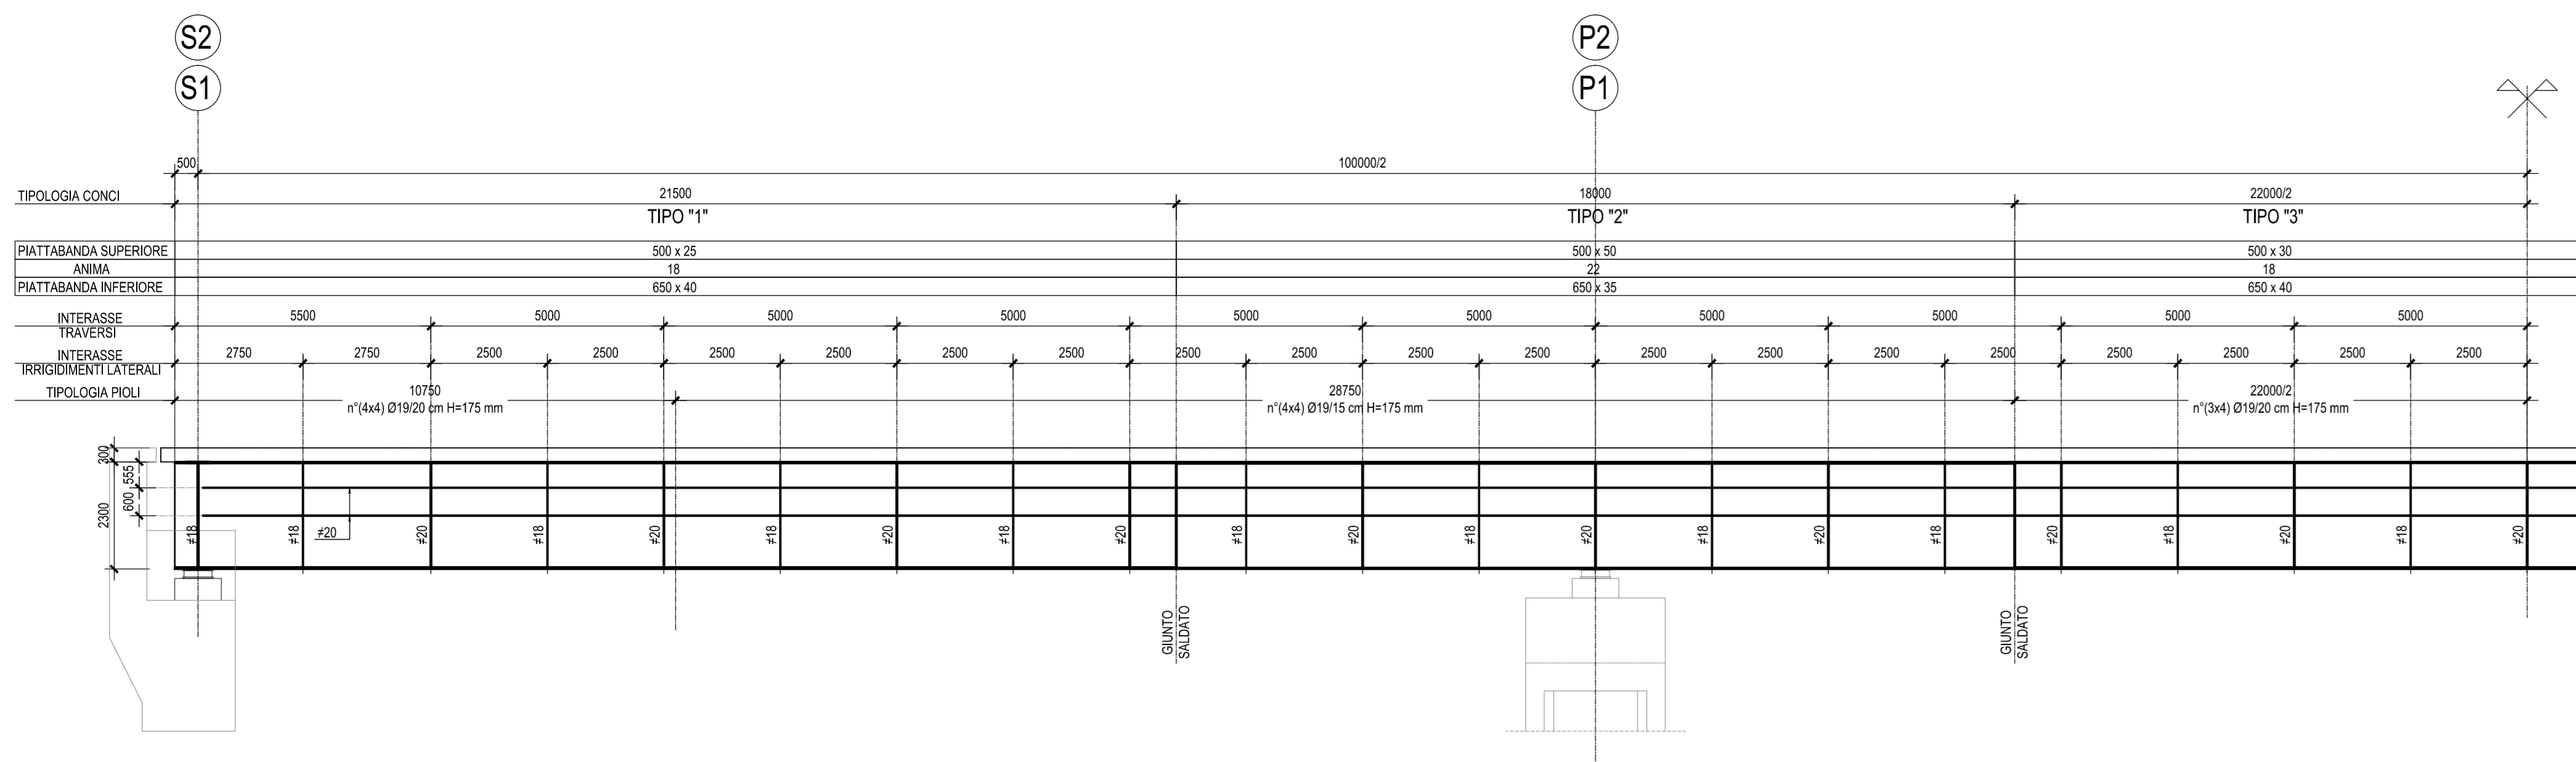 S2 P2
S1 P1
500 100000/2
TIPOLOGIA CONCI 21500 18000 22000/2
TIPO "1" TIPO "2" TIPO "3"
PIATTABANDA SUPERIORE 500 x 25 500 x 50 500 x 30
ANIMA 18 22 18
PIATTABANDA INFERIORE 650 x 40 650 x 35 650 x 40
INTERASSE 5500 5000 5000 5000 5000 5000 5000 5000 5000 5000
TRAVERSI
INTERASSE 2750 2750 2500 2500 2500 2500 2500 2500 2500 2500 2500 2500 2500 2500 2500 2500 2500 2500 2500 2500
IRRIGIDIMENTI LATERALI
TIPOLOGIA PIOLI 10750 28750 22000/2
n°(4x4) Ø19/20 cm H=175 mm n°(4x4) Ø19/15 cm H=175 mm n°(3x4) Ø19/20 cm H=175 mm
300
555
600
2300
≠18 ≠18 ≠20 ≠20 ≠18 ≠20 ≠18 ≠20 ≠18 ≠20 ≠18 ≠20 ≠18 ≠20 ≠18 ≠20 ≠18 ≠20 ≠18 ≠20 ≠18 ≠20
GIUNTO
SALDATO
GIUNTO
SALDATO